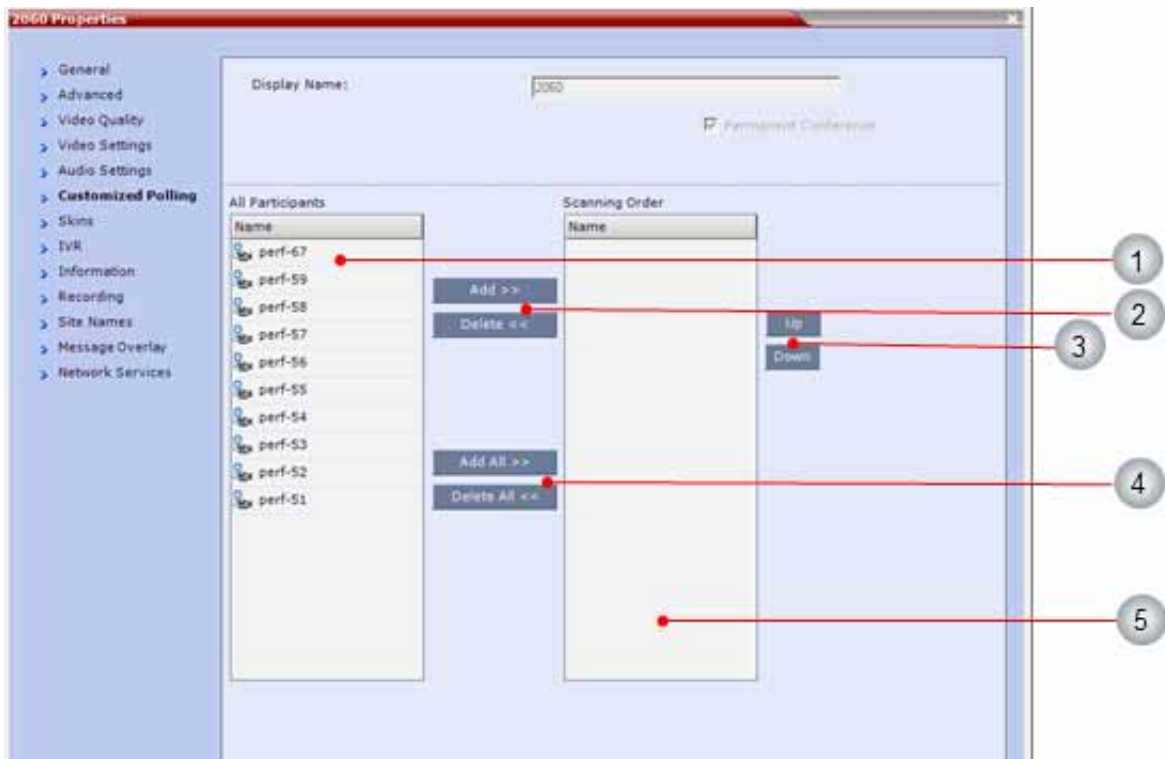 2060 Properties
General
Advanced
Video Quality
Video Settings
Audio Settings
Customized Polling
Skins
IVR
Information
Recording
Site Names
Message Overlay
Network Services
Display Name:
2060
Permanent Conference
All Participants
Name
perf-67
perf-59
perf-58
perf-57
perf-56
perf-55
perf-54
perf-53
perf-52
perf-51
Add >>
Delete <<
Add All >>
Delete All <<
Scanning Order
Name
Up
Down
1
2
3
4
5